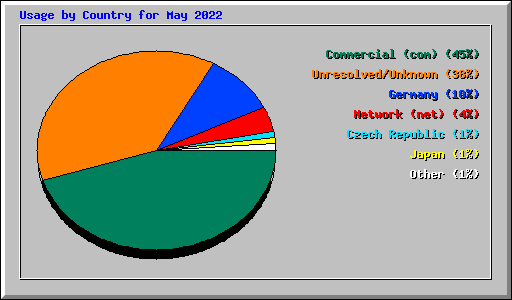 Usage by Country for May 2022
Commercial (com) (45%)
Unresolved/Unknown (38%)
Germany (10%)
Network (net) (4%)
Czech Republic (1%)
Japan (1%)
Other (1%)